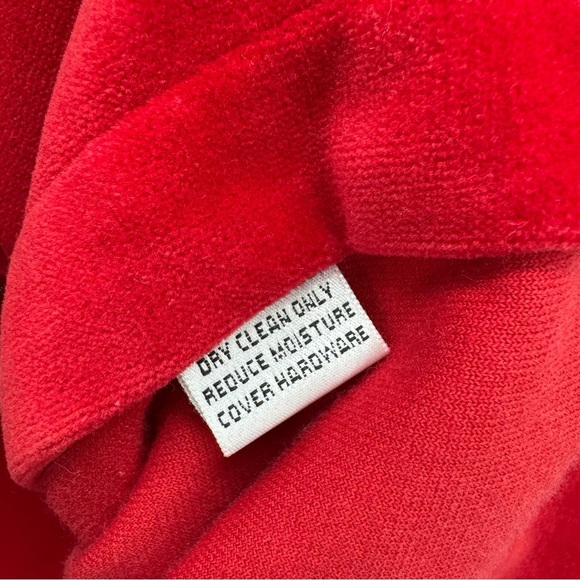 DRY CLEAN ONLY
REDUCE MOISTURE
COVER HARDWARE